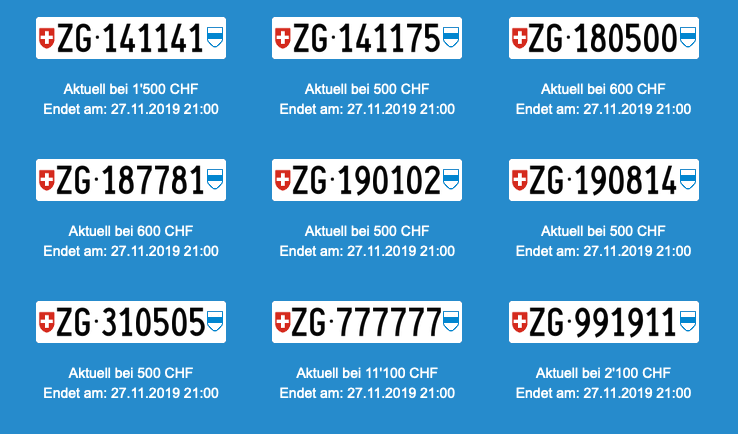 ZG·141141 ZG·141175 ZG·180500
Aktuell bei 1'500 CHF Aktuell bei 500 CHF Aktuell bei 600 CHF
Endet am: 27.11.2019 21:00 Endet am: 27.11.2019 21:00 Endet am: 27.11.2019 21:00
ZG·187781 ZG·190102 ZG·190814
Aktuell bei 600 CHF Aktuell bei 500 CHF Aktuell bei 500 CHF
Endet am: 27.11.2019 21:00 Endet am: 27.11.2019 21:00 Endet am: 27.11.2019 21:00
ZG·310505 ZG·777777 ZG·991911
Aktuell bei 500 CHF Aktuell bei 11'100 CHF Aktuell bei 2'100 CHF
Endet am: 27.11.2019 21:00 Endet am: 27.11.2019 21:00 Endet am: 27.11.2019 21:00